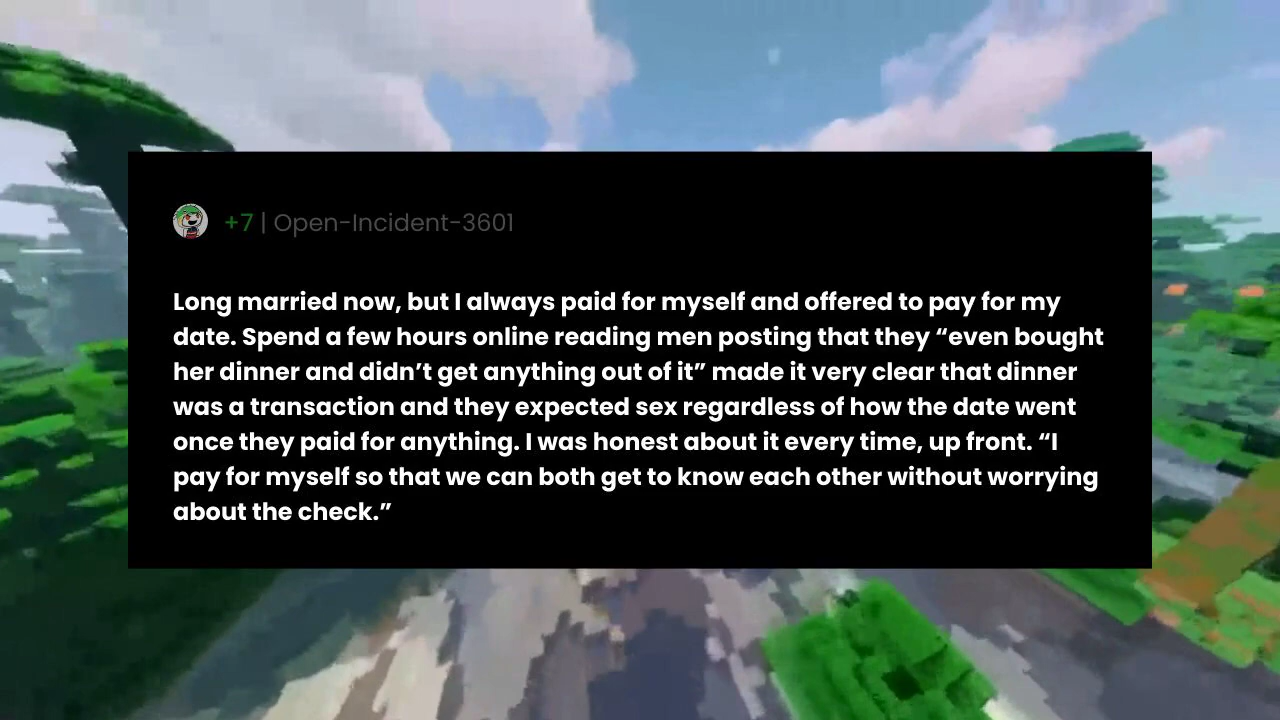 +7 | Open-Incident-3601
Long married now, but I always paid for myself and offered to pay for my
date. Spend a few hours online reading men posting that they “even bought
her dinner and didn’t get anything out of it” made it very clear that dinner
was a transaction and they expected sex regardless of how the date went
once they paid for anything. I was honest about it every time, up front. “I
pay for myself so that we can both get to know each other without worrying
about the check.”